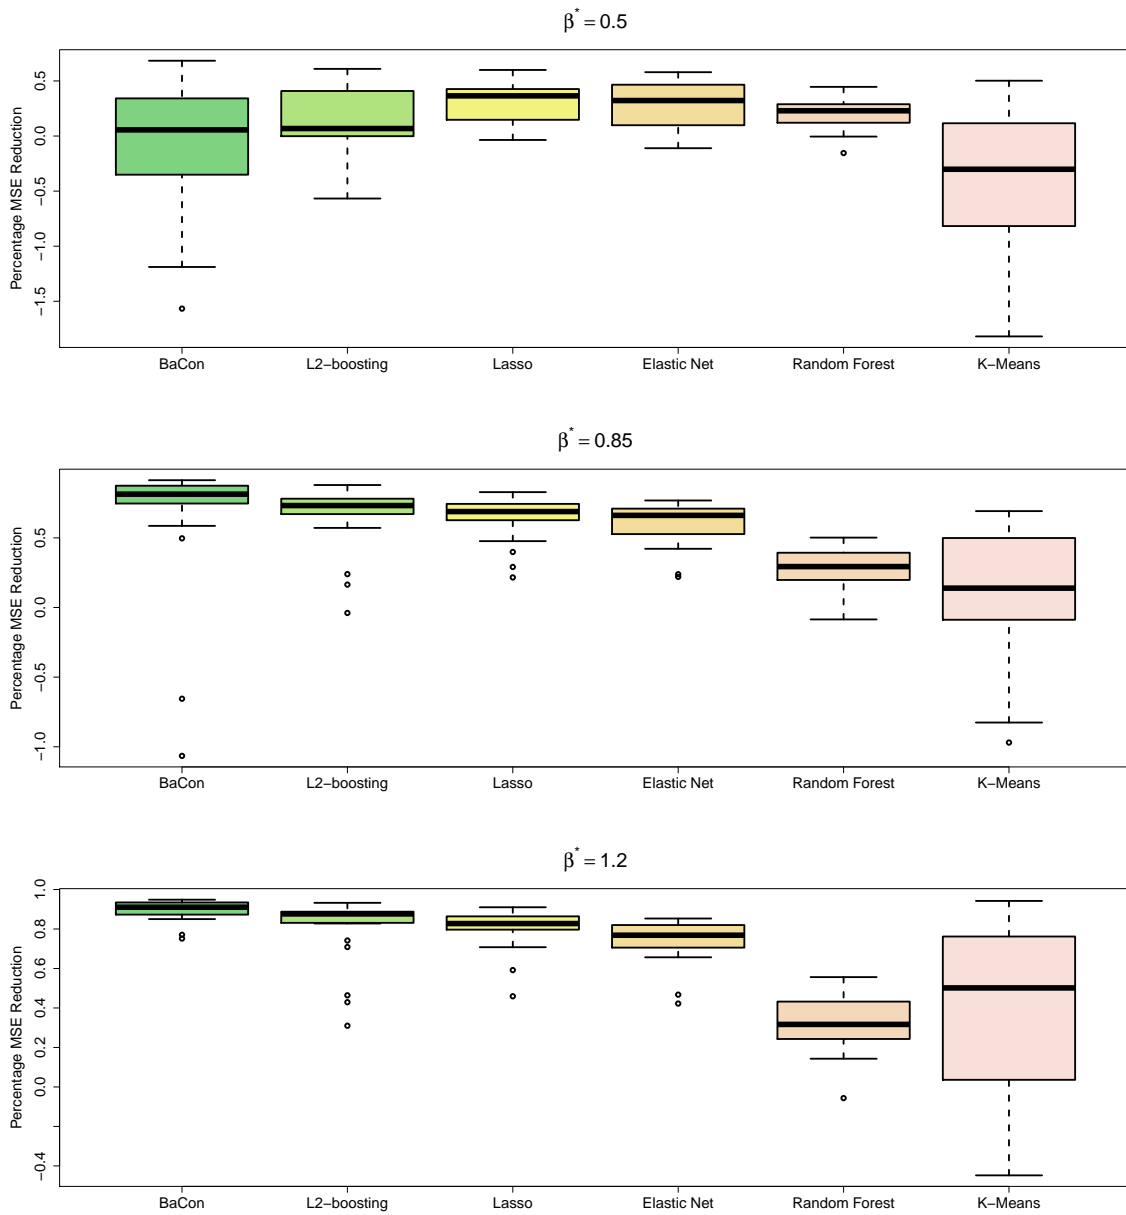 β* = 0.5
Percentage MSE Reduction
0.5
0.0
−0.5
−1.0
−1.5
BaCon L2−boosting Lasso Elastic Net Random Forest K−Means
β* = 0.85
Percentage MSE Reduction
0.5
0.0
−0.5
−1.0
BaCon L2−boosting Lasso Elastic Net Random Forest K−Means
β* = 1.2
Percentage MSE Reduction
1.0
0.8
0.6
0.4
0.2
0.0
−0.4
BaCon L2−boosting Lasso Elastic Net Random Forest K−Means